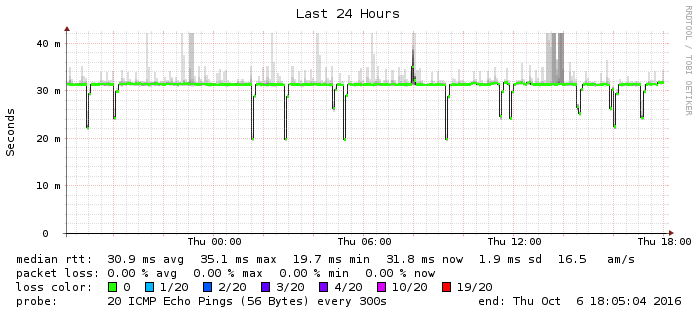 Last 24 Hours
RRDTOOL / TOBI OETIKER
Seconds
40 m
30 m
20 m
10 m
0
Thu 00:00 Thu 06:00 Thu 12:00 Thu 18:00
median rtt: 30.9 ms avg 35.1 ms max 19.7 ms min 31.8 ms now 1.9 ms sd 16.5 am/s
packet loss: 0.00 % avg 0.00 % max 0.00 % min 0.00 % now
loss color: 0 1/20 2/20 3/20 4/20 10/20 19/20
probe: 20 ICMP Echo Pings (56 Bytes) every 300s end: Thu Oct 6 18:05:04 2016